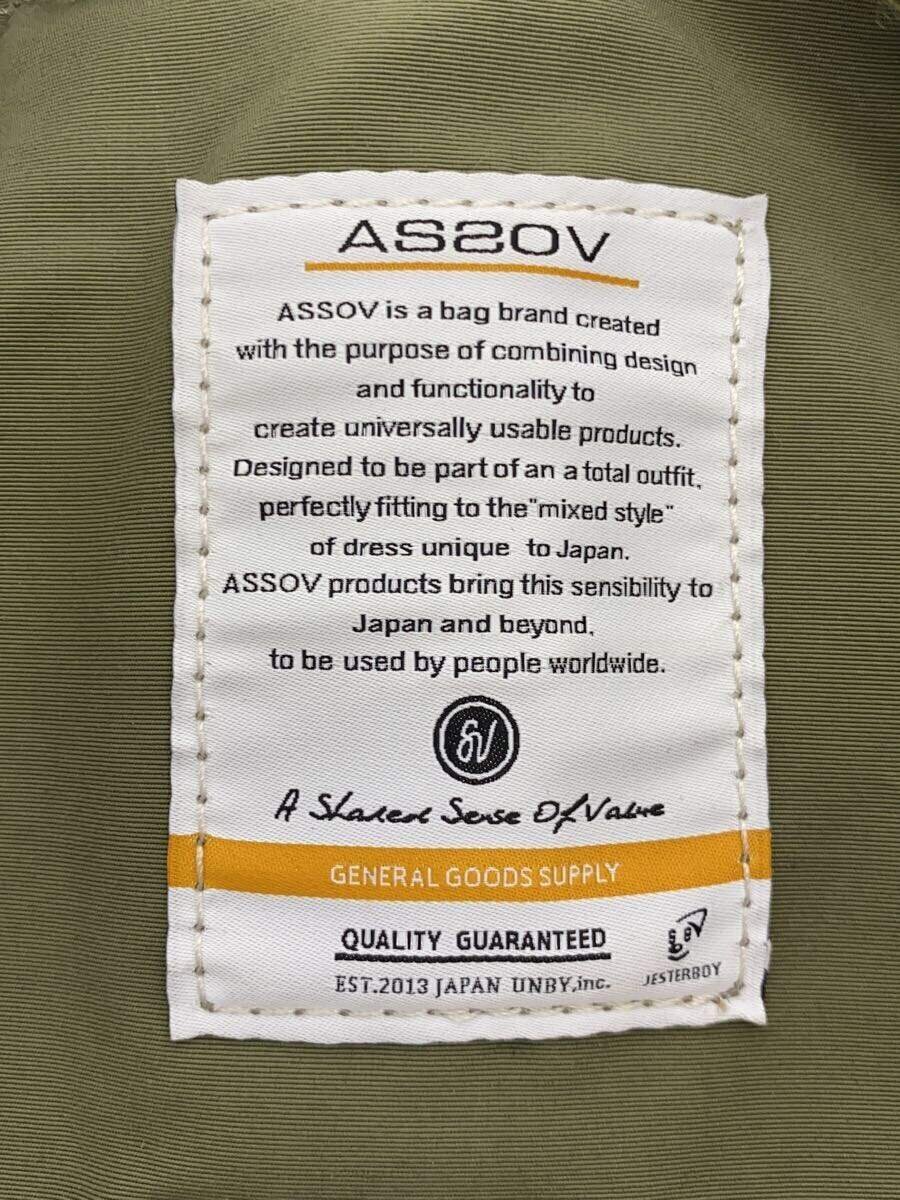 ASSOV
ASSOV is a bag brand created
with the purpose of combining design
and functionality to
create universally usable products.
Designed to be part of an a total outfit,
perfectly fitting to the "mixed style"
of dress unique to Japan.
ASSOV products bring this sensibility to
Japan and beyond,
to be used by people worldwide.
SV
A Shared Sense Of Value
GENERAL GOODS SUPPLY
QUALITY GUARANTEED
EST.2013 JAPAN UNBY,inc.
JESTERBOY